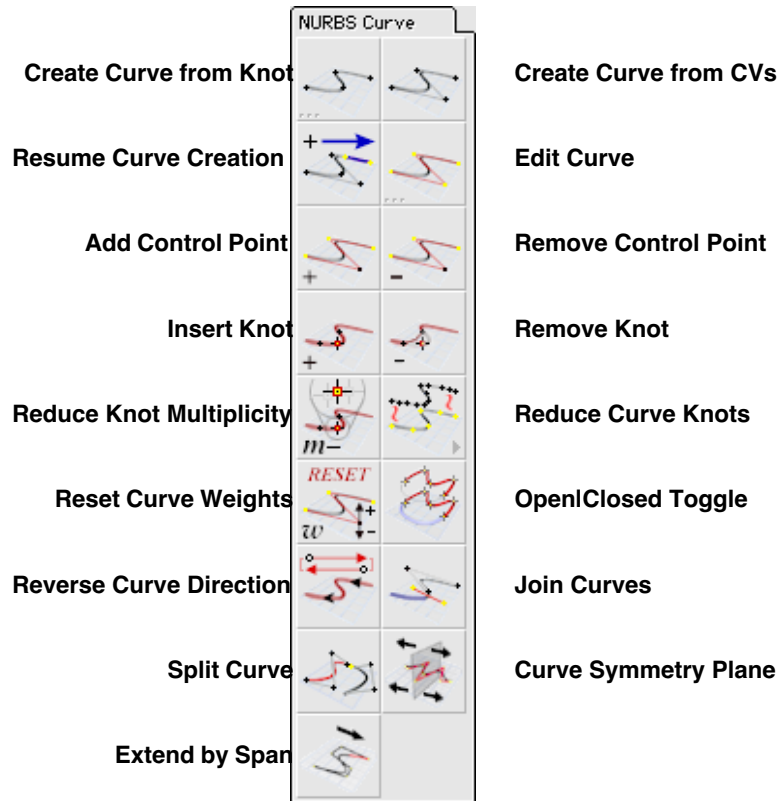 NURBS Curve
Create Curve from Knot
Create Curve from CVs
Resume Curve Creation
Edit Curve
Add Control Point
Remove Control Point
Insert Knot
Remove Knot
Reduce Knot Multiplicity
m-
Reduce Curve Knots
Reset Curve Weights
RESET
w
+
-
Open|Closed Toggle
Reverse Curve Direction
Join Curves
Split Curve
Curve Symmetry Plane
Extend by Span